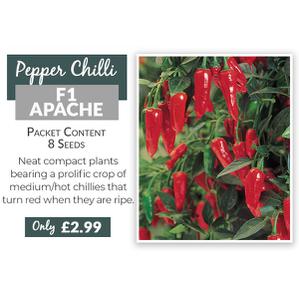 Pepper Chilli
F1
APACHE
PACKET CONTENT
8 SEEDS
Neat compact plants
bearing a prolific crop of
medium/hot chillies that
turn red when they are ripe.
Only £2.99